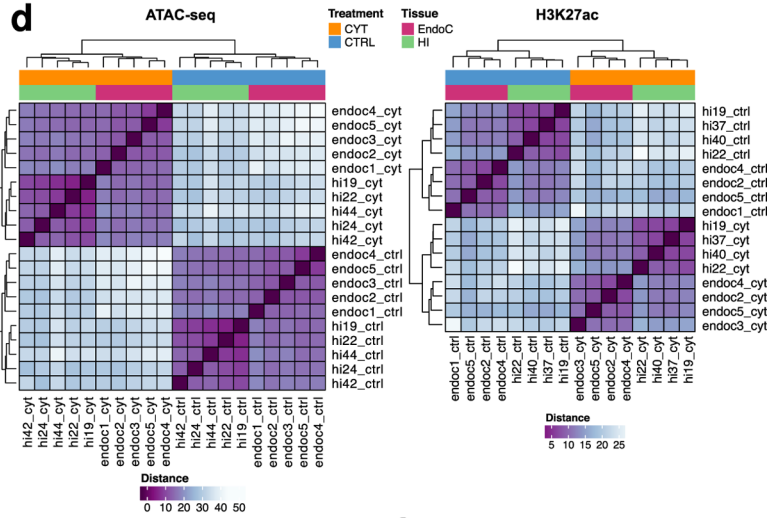 d
ATAC-seq
Treatment
CYT
CTRL
Tissue
EndoC
HI
H3K27ac
endoc4_cyt
endoc5_cyt
endoc3_cyt
endoc2_cyt
endoc1_cyt
hi19_cyt
hi22_cyt
hi44_cyt
hi24_cyt
hi42_cyt
endoc4_ctrl
endoc5_ctrl
endoc3_ctrl
endoc2_ctrl
endoc1_ctrl
hi19_ctrl
hi22_ctrl
hi44_ctrl
hi24_ctrl
hi42_ctrl
hi42_cyt
hi24_cyt
hi44_cyt
hi22_cyt
hi19_cyt
endoc1_cyt
endoc2_cyt
endoc3_cyt
endoc5_cyt
endoc4_cyt
hi42_ctrl
hi24_ctrl
hi44_ctrl
hi22_ctrl
hi19_ctrl
endoc1_ctrl
endoc2_ctrl
endoc3_ctrl
endoc5_ctrl
endoc4_ctrl
Distance
0 10 20 30 40 50
hi19_ctrl
hi37_ctrl
hi40_ctrl
hi22_ctrl
endoc4_ctrl
endoc2_ctrl
endoc5_ctrl
endoc1_ctrl
hi19_cyt
hi37_cyt
hi40_cyt
hi22_cyt
endoc4_cyt
endoc2_cyt
endoc5_cyt
endoc3_cyt
endoc1_ctrl
endoc5_ctrl
endoc2_ctrl
endoc4_ctrl
hi22_ctrl
hi40_ctrl
hi37_ctrl
hi19_ctrl
endoc3_cyt
endoc5_cyt
endoc2_cyt
endoc4_cyt
hi22_cyt
hi40_cyt
hi37_cyt
hi19_cyt
Distance
5 10 15 20 25